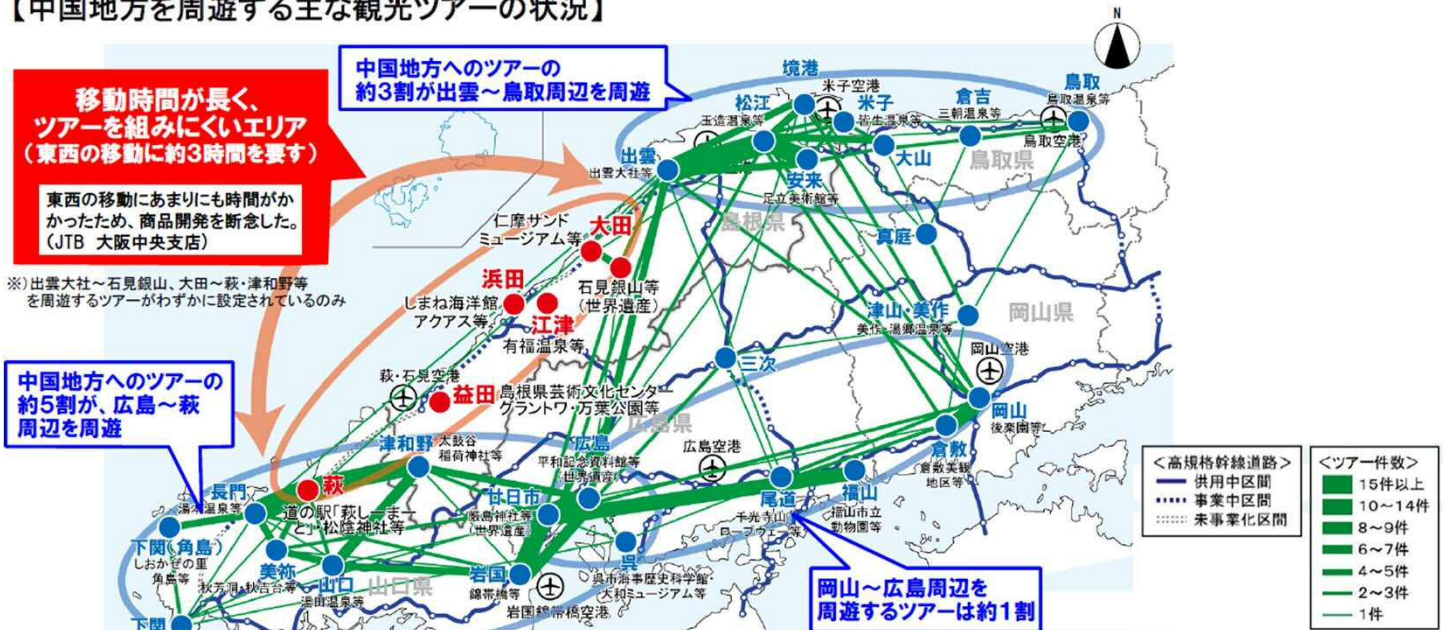 【中国地方を周遊する主な観光ツアーの状況】
N
移動時間が長く、
ツアーを組みにくいエリア
（東西の移動に約3時間を要す）
東西の移動にあまりにも時間がか
かったため、商品開発を断念した。
（JTB 大阪中央支店）
※）出雲大社～石見銀山、大田～萩・津和野等
を周遊するツアーがわずかに設定されているのみ
中国地方へのツアーの
約3割が出雲～鳥取周辺を周遊
境港
米子空港
松江
玉造温泉等
米子
皆生温泉等
倉吉
三朝温泉等
鳥取
鳥取温泉等
鳥取空港
出雲
出雲大社等
安来
足立美術館等
大山
鳥取県
島根県
真庭
仁摩サンド
ミュージアム等
大田
石見銀山等
（世界遺産）
浜田
しまね海洋館
アクアス等
江津
有福温泉等
津山・美作
美作・湯郷温泉等
岡山県
岡山空港
三次
萩・石見空港
益田
島根県芸術文化センター
グラントワ・万葉公園等
岡山
後楽園等
倉敷
倉敷美観
地区等
中国地方へのツアーの
約5割が、広島～萩
周辺を周遊
広島県
広島空港
津和野
太鼓谷
稲荷神社等
広島
平和記念資料館等
（世界遺産）
廿日市
厳島神社等
（世界遺産）
尾道
千光寺山
ロープウェー等
福山
福山市立
動物園等
長門
湯本温泉等
萩
道の駅「萩しーまー
と」・松陰神社等
下関（角島）
しおかぜの里
角島等
美祢
秋芳洞・秋吉台等
山口
湯田温泉等
山口県
岩国
錦帯橋等
岩国錦帯橋空港
呉
呉市海事歴史科学館・
大和ミュージアム等
下関
岡山～広島周辺を
周遊するツアーは約1割
＜高規格幹線道路＞
供用中区間
事業中区間
未事業化区間
＜ツアー件数＞
15件以上
10～14件
8～9件
6～7件
4～5件
2～3件
1件